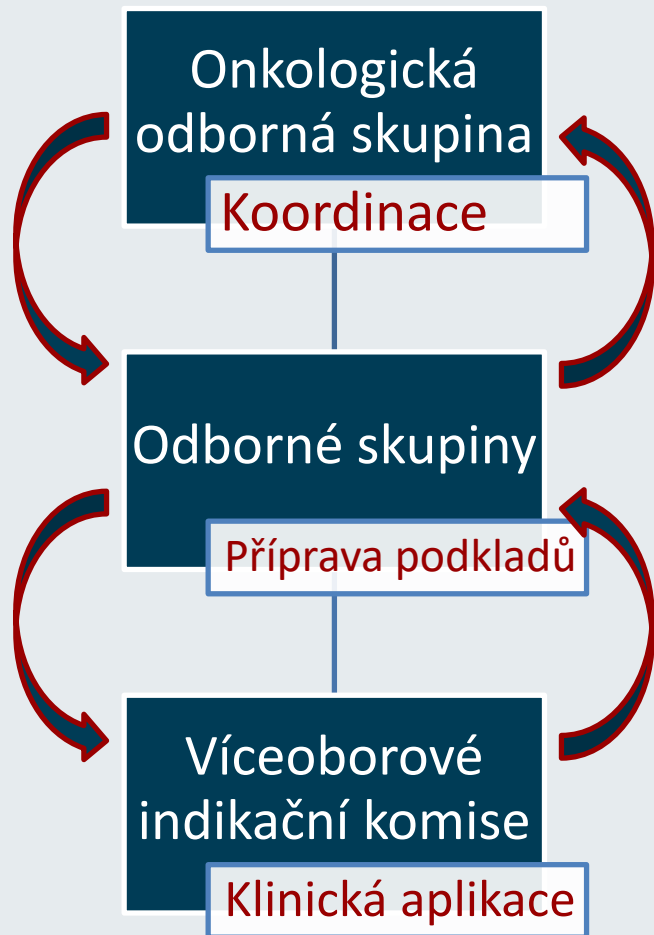 Onkologická
odborná skupina
Koordinace
Odborné skupiny
Příprava podkladů
Víceoborové
indikační komise
Klinická aplikace